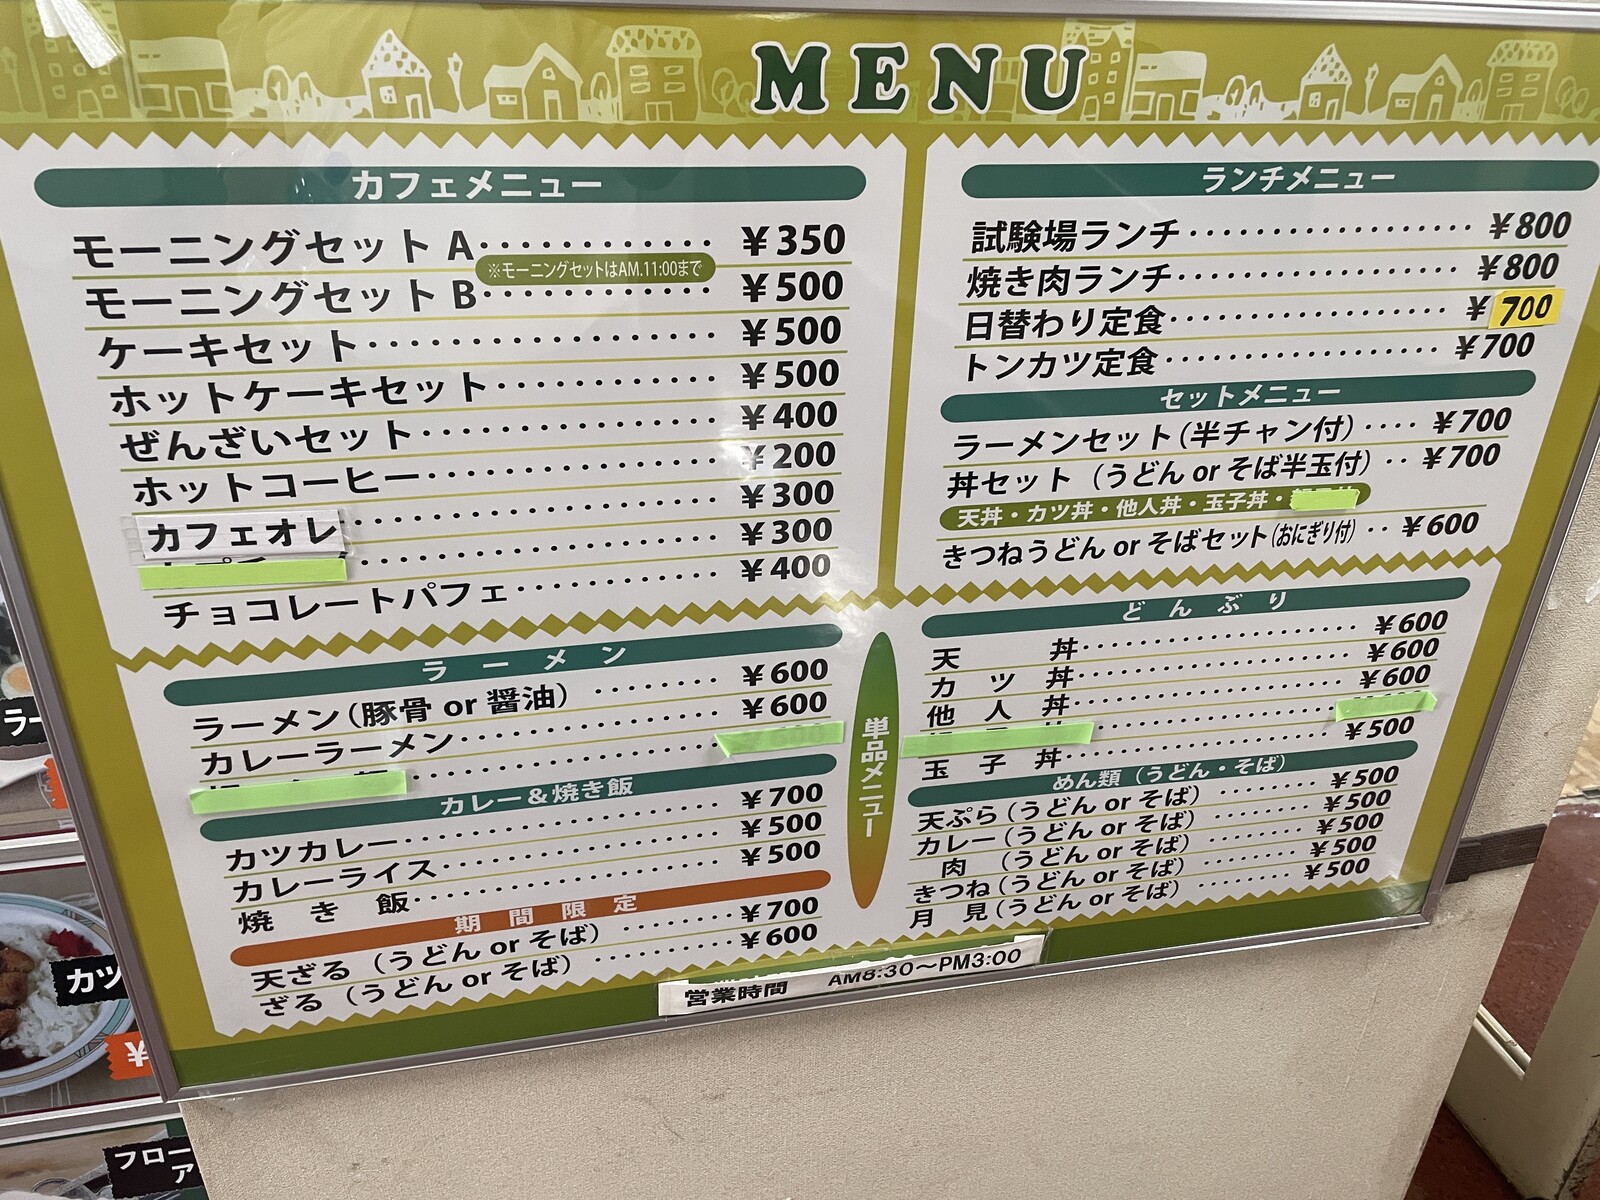 MENU
カフェメニュー
モーニングセット A ¥350
※モーニングセットはAM.11:00まで
モーニングセット B ¥500
ケーキセット ¥500
ホットケーキセット ¥500
ぜんざいセット ¥400
ホットコーヒー ¥200
カフェオレ ¥300
¥300
チョコレートパフェ ¥400
ラーメン
ラーメン(豚骨 or 醤油) ¥600
カレーラーメン ¥600
カレー&焼き飯
カツカレー ¥700
カレーライス ¥500
焼き飯 ¥500
期間限定
天ざる (うどん or そば) ¥700
ざる (うどん or そば) ¥600
ランチメニュー
試験場ランチ ¥800
焼き肉ランチ ¥800
日替わり定食 ¥700
トンカツ定食 ¥700
セットメニュー
ラーメンセット(半チャン付) ¥700
丼セット (うどん or そば半玉付) ¥700
天丼・カツ丼・他人丼・玉子丼・
きつねうどん or そばセット(おにぎり付) ¥600
単品メニュー
どんぶり
天丼 ¥600
カツ丼 ¥600
他人丼 ¥600
玉子丼 ¥500
めん類 (うどん・そば)
天ぷら (うどん or そば) ¥500
カレー (うどん or そば) ¥500
肉 (うどん or そば) ¥500
きつね (うどん or そば) ¥500
月見 (うどん or そば) ¥500
営業時間 AM8:30～PM3:00
ラー
カツ
¥
フロー
ア